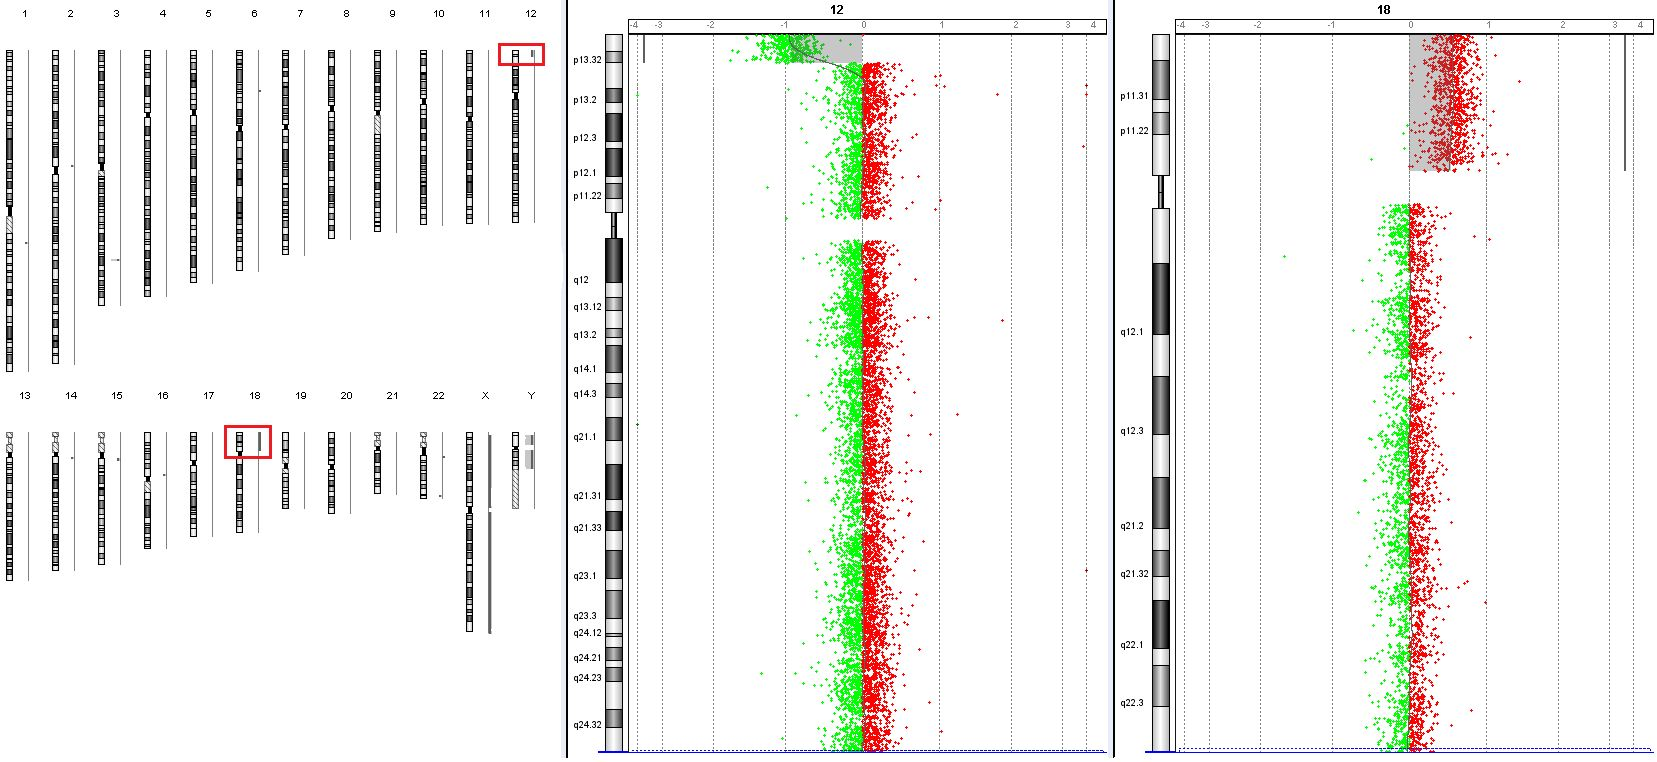 1 2 3 4 5 6 7 8 9 10 11 12
13 14 15 16 17 18 19 20 21 22 X Y
12
-4 -3 -2 -1 0 1 2 3 4
p13.32
p13.2
p12.3
p12.1
p11.22
q12
q13.12
q13.2
q14.1
q14.3
q21.1
q21.31
q21.33
q23.1
q23.3
q24.12
q24.21
q24.23
q24.32
18
-4 -3 -2 -1 0 1 2 3 4
p11.31
p11.22
q12.1
q12.3
q21.2
q21.32
q22.1
q22.3